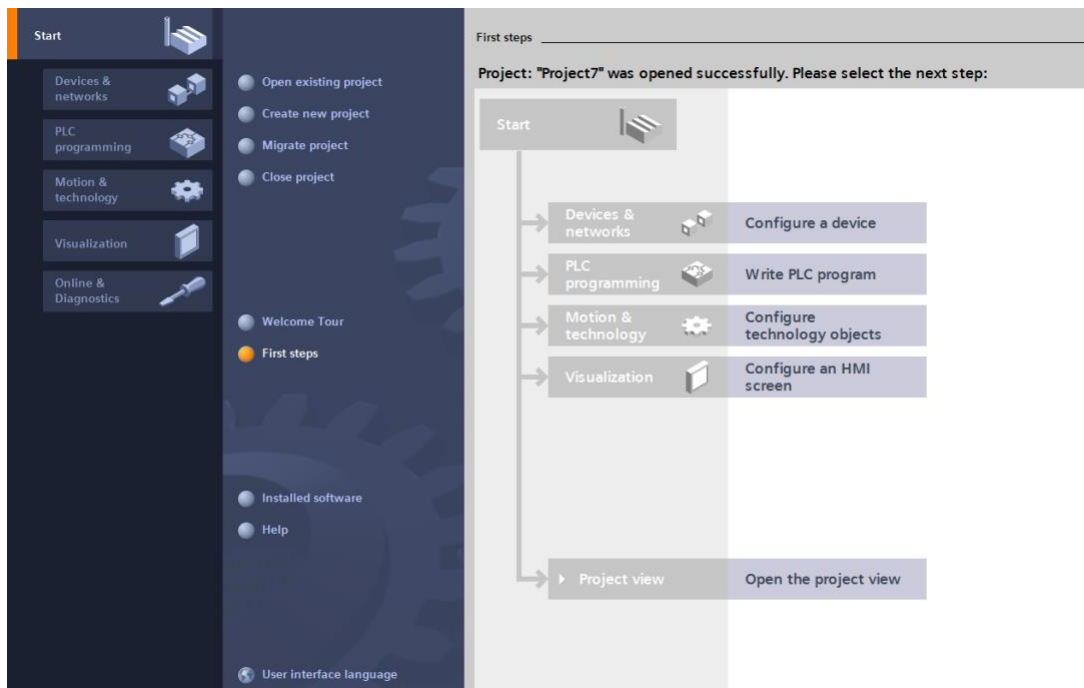 Start
Devices &
networks
PLC
programming
Motion &
technology
Visualization
Online &
Diagnostics
Open existing project
Create new project
Migrate project
Close project
Welcome Tour
First steps
Installed software
Help
User interface language
First steps
Project: "Project7" was opened successfully. Please select the next step:
Start
Devices &
networks
Configure a device
PLC
programming
Write PLC program
Motion &
technology
Configure
technology objects
Visualization
Configure an HMI
screen
Project view
Open the project view